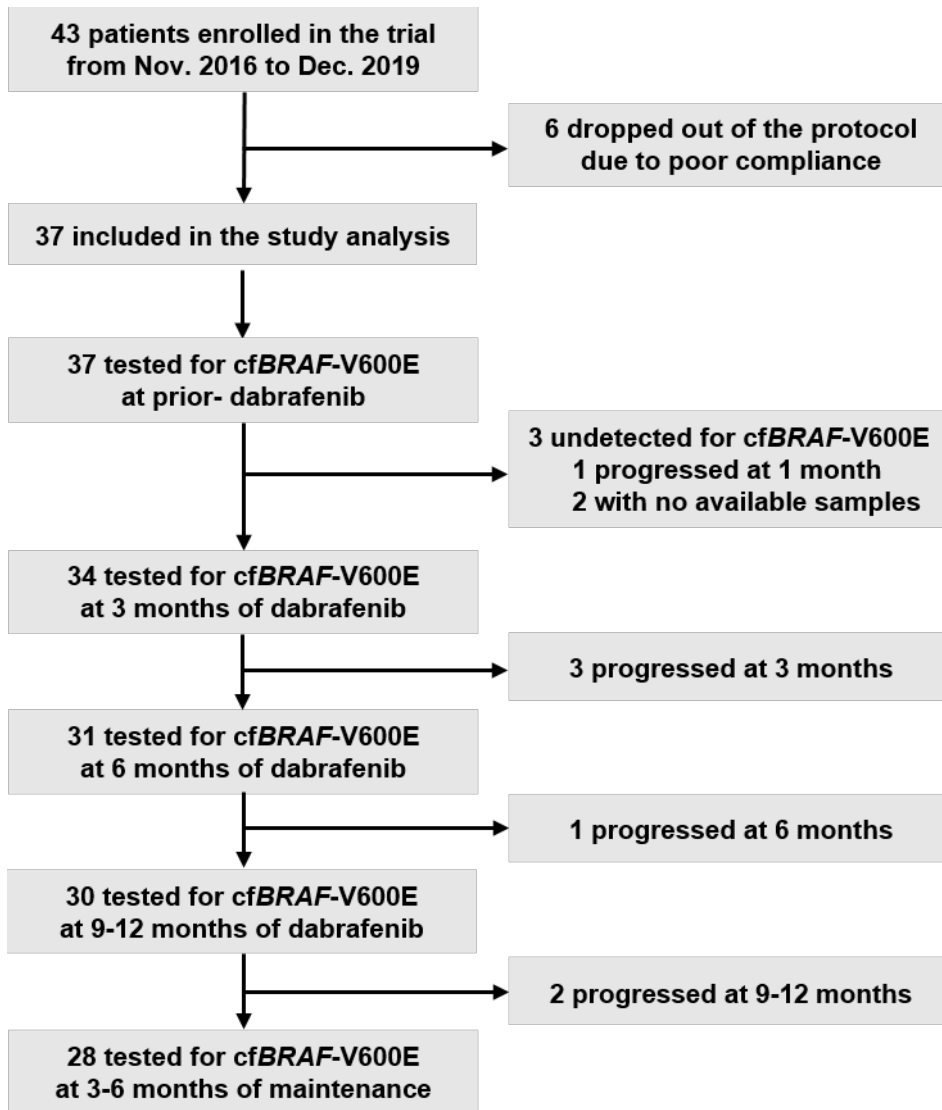 43 patients enrolled in the trial
from Nov. 2016 to Dec. 2019
6 dropped out of the protocol
due to poor compliance
37 included in the study analysis
37 tested for cfBRAF-V600E
at prior- dabrafenib
3 undetected for cfBRAF-V600E
1 progressed at 1 month
2 with no available samples
34 tested for cfBRAF-V600E
at 3 months of dabrafenib
3 progressed at 3 months
31 tested for cfBRAF-V600E
at 6 months of dabrafenib
1 progressed at 6 months
30 tested for cfBRAF-V600E
at 9-12 months of dabrafenib
2 progressed at 9-12 months
28 tested for cfBRAF-V600E
at 3-6 months of maintenance